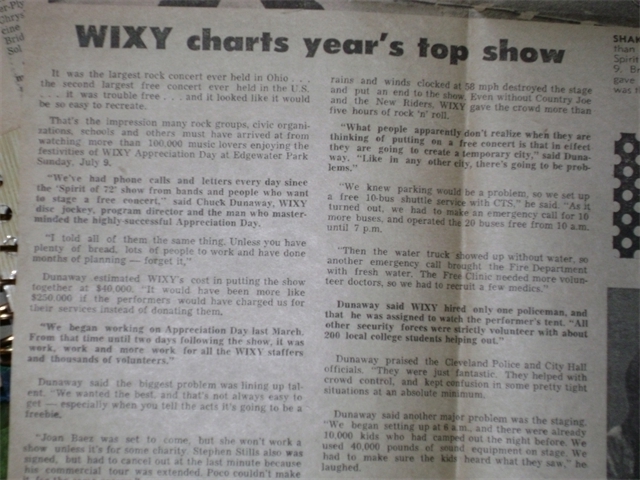 WIXY charts year's top show
It was the largest rock concert ever held in Ohio . . .
the second largest free concert ever held in the U.S.
. . . It was trouble free . . . and it looked like it would
be so easy to recreate.
That's the impression many rock groups, civic organi-
zations, schools and others must have arrived at from
watching more than 100,000 music lovers enjoying the
festivities of WIXY Appreciation Day at Edgewater Park
Sunday, July 9.
"We've had phone calls and letters every day since
the 'Spirit of 72' show from bands and people who want
to stage a free concert," said Chuck Dunaway, WIXY
disc jockey, program director and the man who master-
minded the highly-successful Appreciation Day.
"I told all of them the same thing. Unless you have
plenty of bread, lots of people to work and have done
months of planning — forget it."
Dunaway estimated WIXY's cost in putting the show
together at $40,000. "It would have been more like
$250,000 if the performers would have charged us for
their services instead of donating them.
"We began working on Appreciation Day last March.
From that time until two days following the show, it was
work, work and more work for all the WIXY staffers
and thousands of volunteers."
Dunaway said the biggest problem was lining up tal-
ent. "We wanted the best, and that's not always easy to
get — especially when you tell the acts it's going to be a
freebie.
"Joan Baez was set to come, but she won't work a
show unless it's for some charity. Stephen Stills also was
signed, but had to cancel out at the last minute because
his commercial tour was extended. Poco couldn't make
rains and winds clocked at 58 mph destroyed the stage
and put an end to the show. Even without Country Joe
and the New Riders, WIXY gave the crowd more than
five hours of rock 'n' roll.
"What people apparently don't realize when they are
thinking of putting on a free concert is that in effect
they are going to create a temporary city," said Duna-
way. "Like in any other city, there's going to be prob-
lems."
"We knew parking would be a problem, so we set up
a free 10-bus shuttle service with CTS," he said. "As it
turned out, we had to make an emergency call for 10
more buses, and operated the 20 buses free from 10 a.m.
until 7 p.m.
"Then the water truck showed up without water, so
another emergency call brought the Fire Department
with fresh water. The Free Clinic needed more volun-
teer doctors, so we had to recruit a few medics."
Dunaway said WIXY hired only one policeman, and
that he was assigned to watch the performer's tent. "All
other security forces were strictly volunteer with about
200 local college students helping out."
Dunaway praised the Cleveland Police and City Hall
officials. "They were just fantastic. They helped with
crowd control, and kept confusion in some pretty tight
situations at an absolute minimum.
Dunaway said another major problem was the staging.
"We began setting up at 6 a.m., and there were already
10,000 kids who had camped out the night before. We
used 40,000 pounds of sound equipment on stage. We
had to make sure the kids heard what they saw," he
laughed.
SHA
than
Spirit
9. Br
gave
was t